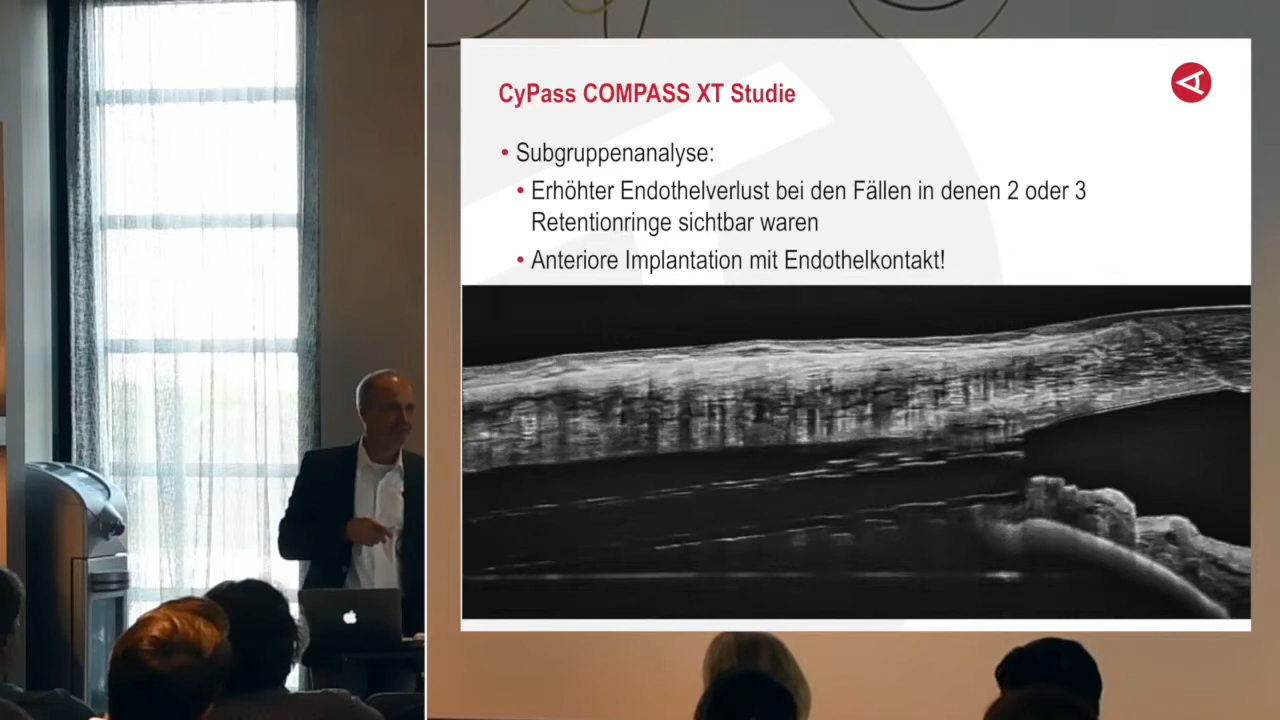 CyPass COMPASS XT Studie
• Subgruppenanalyse:
• Erhöhter Endothelverlust bei den Fällen in denen 2 oder 3
Retentionringe sichtbar waren
• Anteriore Implantation mit Endothelkontakt!